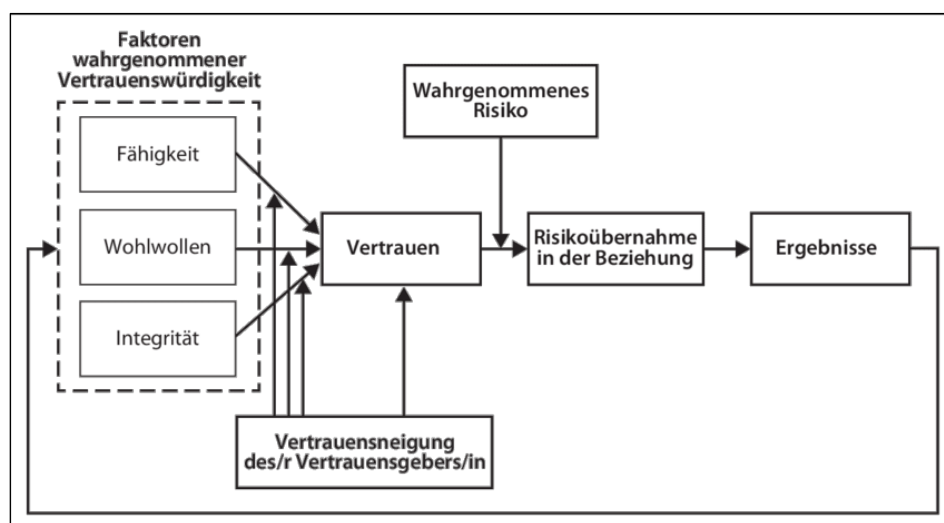 Faktoren
wahrgenommener
Vertrauenswürdigkeit
Fähigkeit
Wohlwollen
Integrität
Wahrgenommenes
Risiko
Vertrauen
Risikoübernahme
in der Beziehung
Ergebnisse
Vertrauensneigung
des/r Vertrauensgebers/in